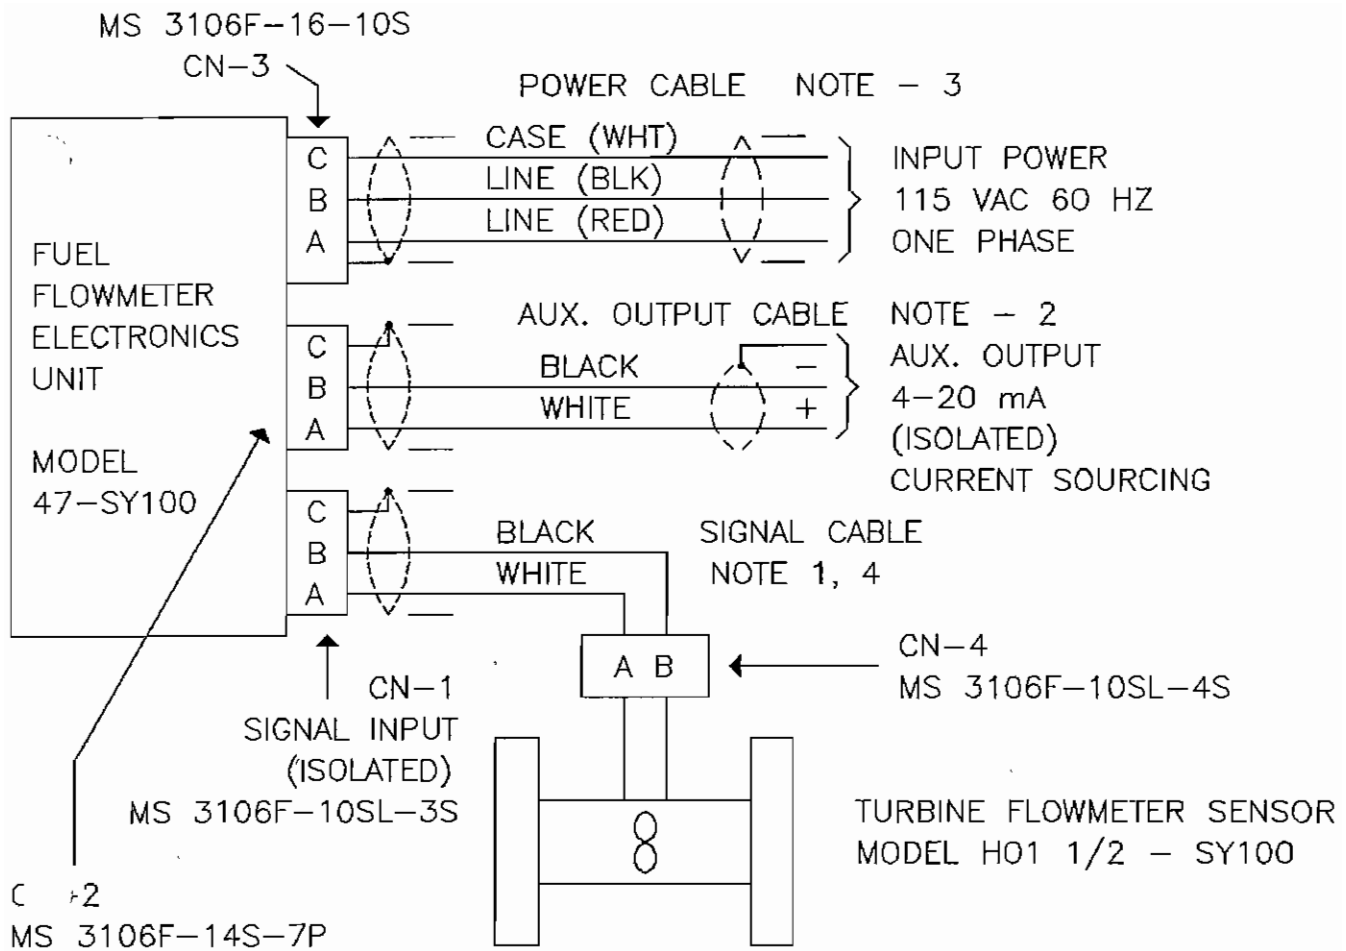 MS 3106F-16-10S
CN-3
POWER CABLE NOTE - 3
C
CASE (WHT)
B
LINE (BLK)
A
LINE (RED)
INPUT POWER
115 VAC 60 HZ
ONE PHASE
FUEL
FLOWMETER
ELECTRONICS
UNIT
MODEL
47-SY100
AUX. OUTPUT CABLE NOTE - 2
C
B
A
BLACK
WHITE
-
+
AUX. OUTPUT
4-20 mA
(ISOLATED)
CURRENT SOURCING
C
B
A
BLACK
WHITE
SIGNAL CABLE
NOTE 1, 4
A B
CN-4
MS 3106F-10SL-4S
CN-1
SIGNAL INPUT
(ISOLATED)
MS 3106F-10SL-3S
TURBINE FLOWMETER SENSOR
MODEL HO1 1/2 - SY100
MS 3106F-14S-7P